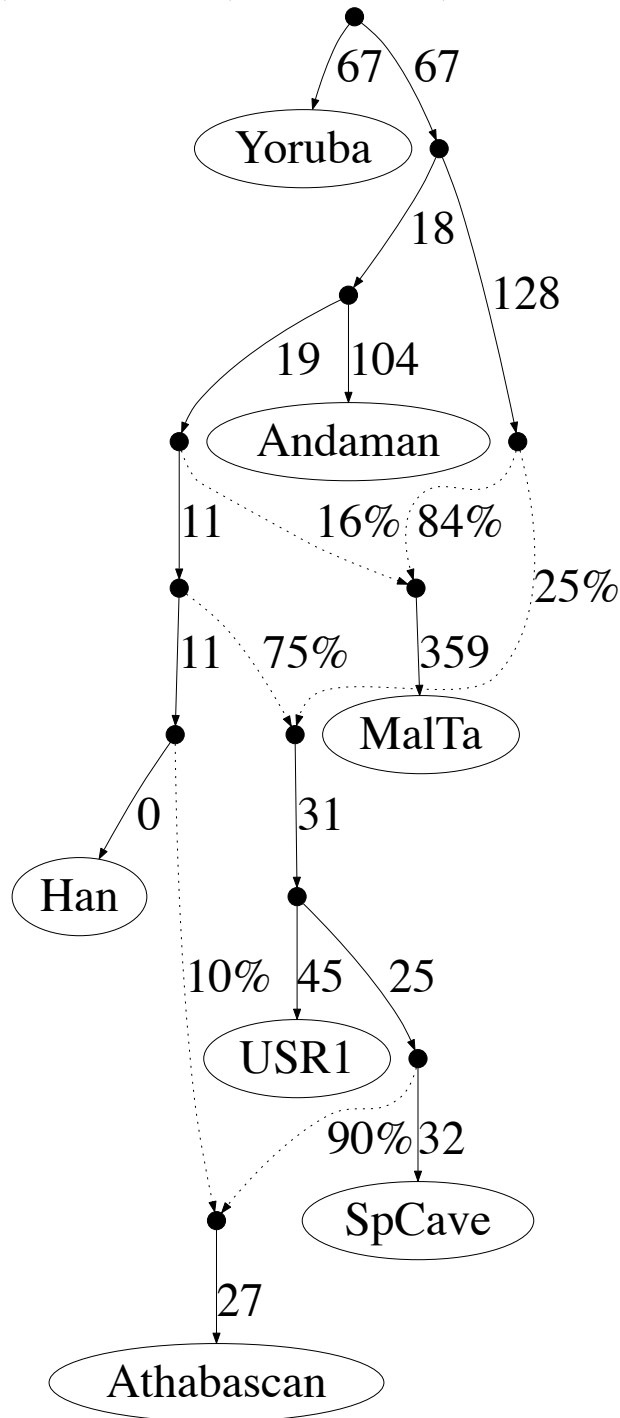 67 67
Yoruba
18
128
19 104
Andaman
11 16% 84%
25%
11 75% 359
MalTa
0 31
Han
10% 45 25
USR1
90% 32
SpCave
27
Athabascan